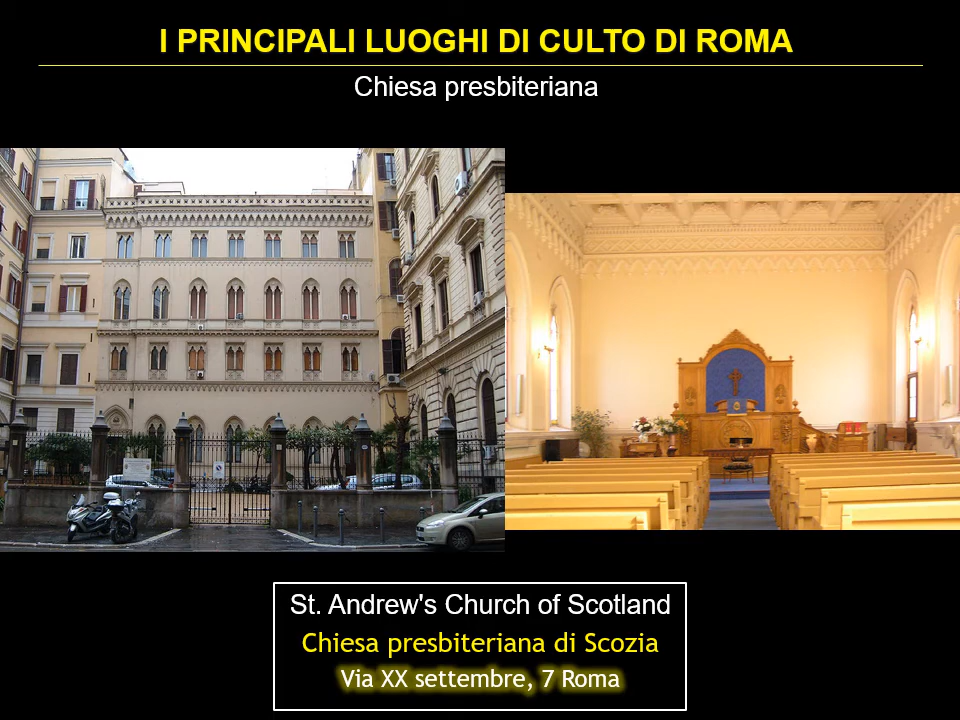 I PRINCIPALI LUOGHI DI CULTO DI ROMA
Chiesa presbiteriana
St. Andrew's Church of Scotland
Chiesa presbiteriana di Scozia
Via XX settembre, 7 Roma